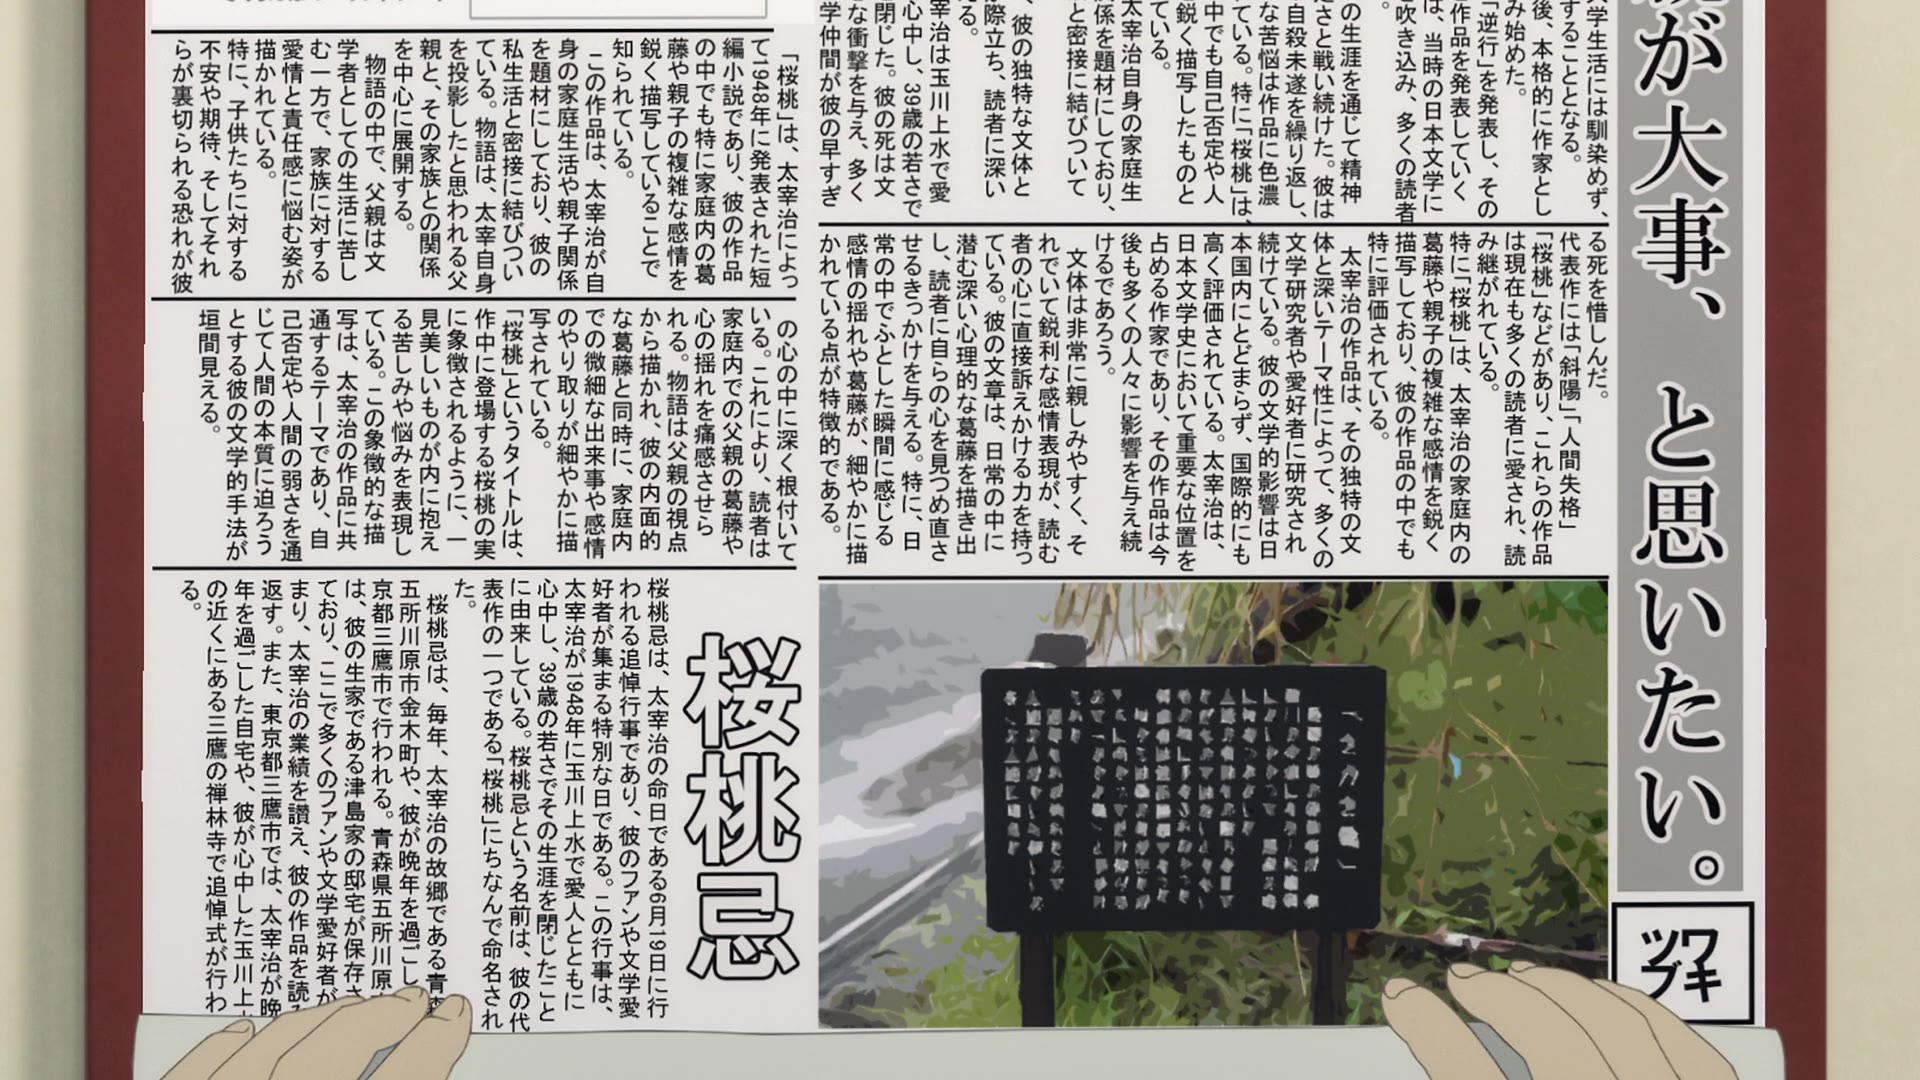 が大事、と思いたい。
ワキ
ツブ
大学生活には馴染めず、
することとなる。
後、本格的に作家とし
み始めた。
「逆行」を発表し、その
作品を発表していく
は、当時の日本文学に
を吹き込み、多くの読者
の生涯を通じて精神
さと戦い続けた。彼は
自殺未遂を繰り返し、
な苦悩は作品に色濃
ている。特に「桜桃」は、
中でも自己否定や人
鋭く描写したものと
ている。
太宰治自身の家庭生
係を題材にしており、
と密接に結びついて
、彼の独特な文体と
際立ち、読者に深い
る。
宰治は玉川上水で愛
心中し、39歳の若さで
閉じた。彼の死は文
な衝撃を与え、多く
学仲間が彼の早すぎ
る死を惜しんだ。
代表作には「斜陽」「人間失格」
「桜桃」などがあり、これらの作品
は現在も多くの読者に愛され、読
み継がれている。
特に「桜桃」は、太宰治の家庭内の
葛藤や親子の複雑な感情を鋭く
描写しており、彼の作品の中でも
特に評価されている。
太宰治の作品は、その独特の文
体と深いテーマ性によって、多くの
文学研究者や愛好者に研究され
続けている。彼の文学的影響は日
本国内にとどまらず、国際的にも
高く評価されている。太宰治は、
日本文学史において重要な位置を
占める作家であり、その作品は今
後も多くの人々に影響を与え続
けるであろう。
文体は非常に親しみやすく、そ
れでいて鋭利な感情表現が、読む
者の心に直接訴えかける力を持っ
ている。彼の文章は、日常の中に
潜む深い心理的な葛藤を描き出
し、読者に自らの心を見つめ直さ
せるきっかけを与える。特に、日
常の中でふとした瞬間に感じる
感情の揺れや葛藤が、細やかに描
かれている点が特徴的である。
「桜桃」は、太宰治によっ
て1948年に発表された短
編小説であり、彼の作品
の中でも特に家庭内の葛
藤や親子の複雑な感情を
鋭く描写していることで
知られている。
この作品は、太宰治が自
身の家庭生活や親子関係
を題材にしており、彼の
私生活と密接に結びつい
ている。物語は、太宰自身
を投影したと思われる父
親と、その家族との関係
を中心に展開する。
物語の中で、父親は文
学者としての生活に苦し
む一方で、家族に対する
愛情と責任感に悩む姿が
描かれている。
特に、子供たちに対する
不安や期待、そしてそれ
らが裏切られる恐れが彼
の心の中に深く根付いて
いる。これにより、読者は
家庭内での父親の葛藤や
心の揺れを痛感させら
れる。物語は父親の視点
から描かれ、彼の内面的
な葛藤と同時に、家庭内
での微細な出来事や感情
のやり取りが細やかに描
写されている。
「桜桃」というタイトルは、
作中に登場する桜桃の実
に象徴されるように、一
見美しいものが内に抱え
る苦しみや悩みを表現し
ている。この象徴的な描
写は、太宰治の作品に共
通するテーマであり、自
己否定や人間の弱さを通
じて人間の本質に迫ろう
とする彼の文学的手法が
垣間見える。
桜桃忌
桜桃忌は、太宰治の命日である6月19日に行
われる追悼行事であり、彼のファンや文学愛
好者が集まる特別な日である。この行事は、
太宰治が1948年に玉川上水で愛人とともに
心中し、39歳の若さでその生涯を閉じたこと
に由来している。桜桃忌という名前は、彼の代
表作の一つである「桜桃」にちなんで命名され
た。
桜桃忌は、毎年、太宰治の故郷である青森
五所川原市金木町や、彼が晩年を過ごし
京都三鷹市で行われる。青森県五所川原
は、彼の生家である津島家の邸宅が保存さ
ており、ここで多くのファンや文学愛好者が
まり、太宰治の業績を讃え、彼の作品を読み
返す。また、東京都三鷹市では、太宰治が晩
年を過ごした自宅や、彼が心中した玉川上
の近くにある三鷹の禅林寺で追悼式が行わ
る。